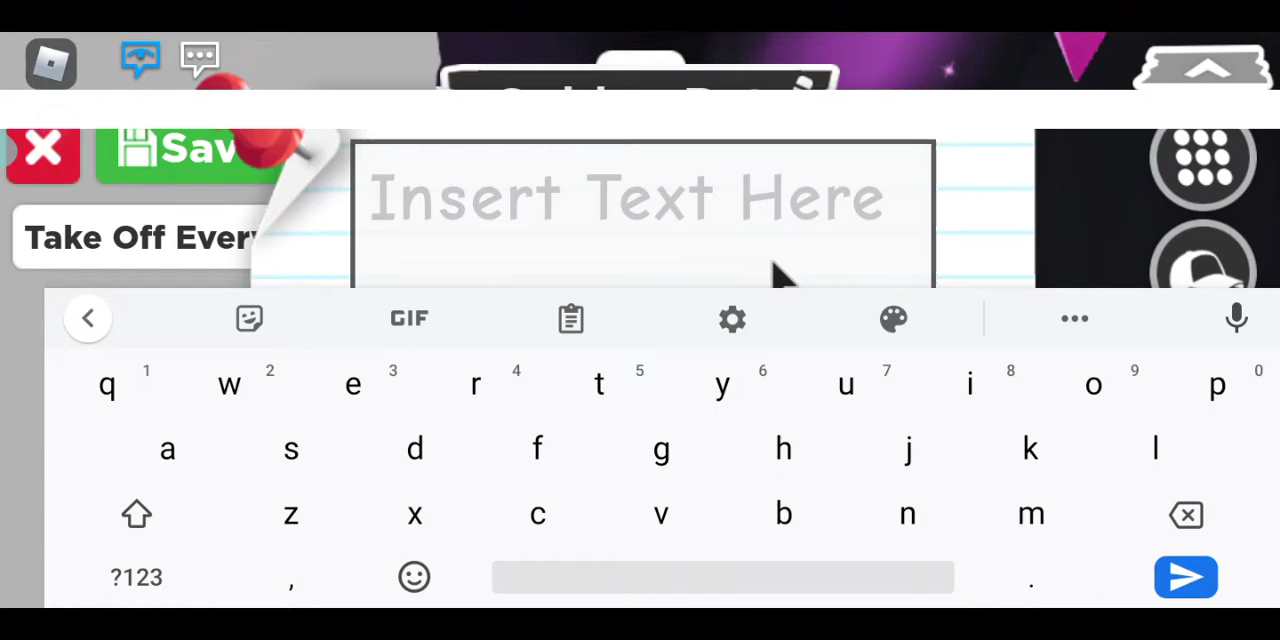 Sav
Take Off Ever
Insert Text Here
GIF
q 1 w 2 e 3 r 4 t 5 y 6 u 7 i 8 o 9 p 0
a s d f g h j k l
z x c v b n m
?123 , .